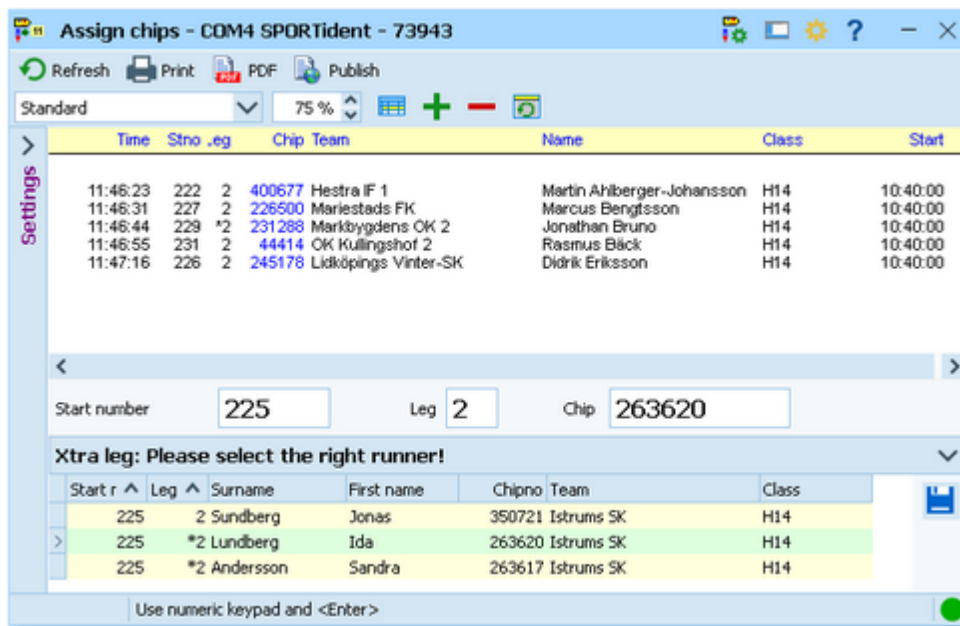 Assign chips - COM4 SPORTident - 73943
Refresh Print PDF Publish
Standard 75 %
Settings
Time Stno .eg Chip Team Name Class Start
11:46:23 222 2 400677 Hestra IF 1 Martin Ahlberger-Johansson H14 10:40:00
11:46:31 227 2 226500 Mariestads FK Marcus Bengtsson H14 10:40:00
11:46:44 229 *2 231288 Markbygdens OK 2 Jonathan Bruno H14 10:40:00
11:46:55 231 2 44414 OK Kullingshof 2 Rasmus Bäck H14 10:40:00
11:47:16 226 2 245178 Lidköpings Vinter-SK Didrik Eriksson H14 10:40:00
Start number 225 Leg 2 Chip 263620
Xtra leg: Please select the right runner!
Start r Leg Surname First name Chipno Team Class
225 2 Sundberg Jonas 350721 Istrums SK H14
225 *2 Lundberg Ida 263620 Istrums SK H14
225 *2 Andersson Sandra 263617 Istrums SK H14
Use numeric keypad and <Enter>